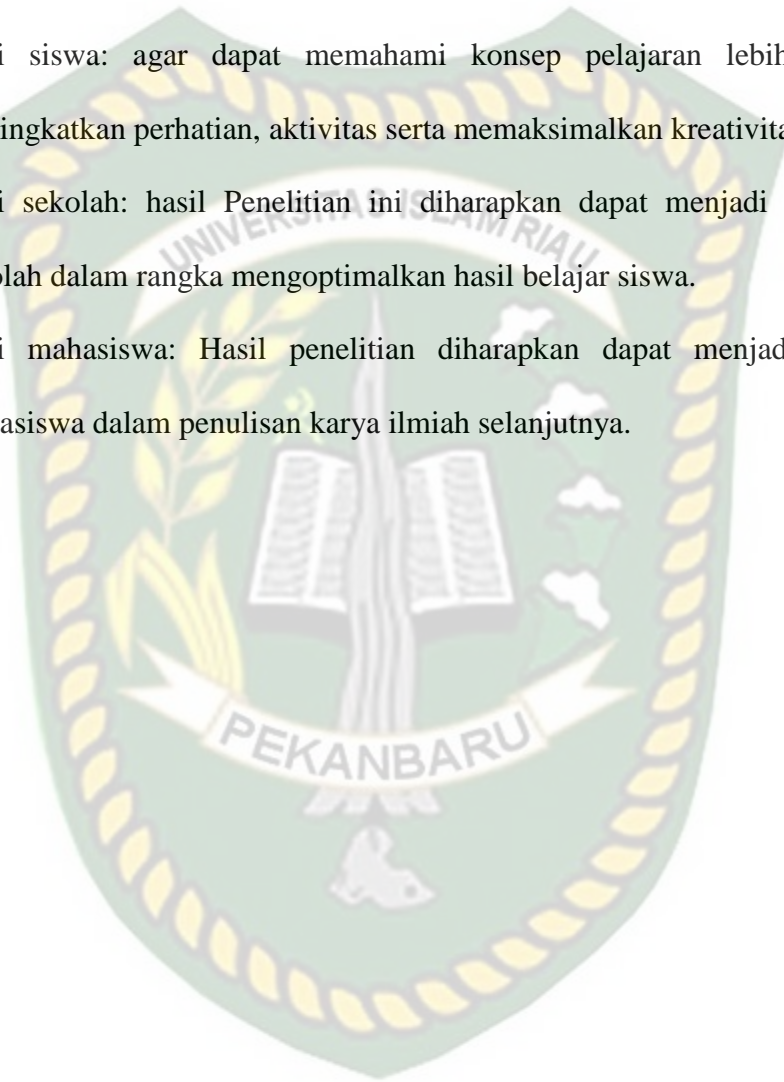 i siswa: agar dapat memahami konsep pelajaran lebih
ingkatkan perhatian, aktivitas serta memaksimalkan kreativita
i sekolah: hasil Penelitian ini diharapkan dapat menjadi
olah dalam rangka mengoptimalkan hasil belajar siswa.
i mahasiswa: Hasil penelitian diharapkan dapat menjad
asiswa dalam penulisan karya ilmiah selanjutnya.
UNIVERSITAS ISLAM RIAU
PEKANBARU